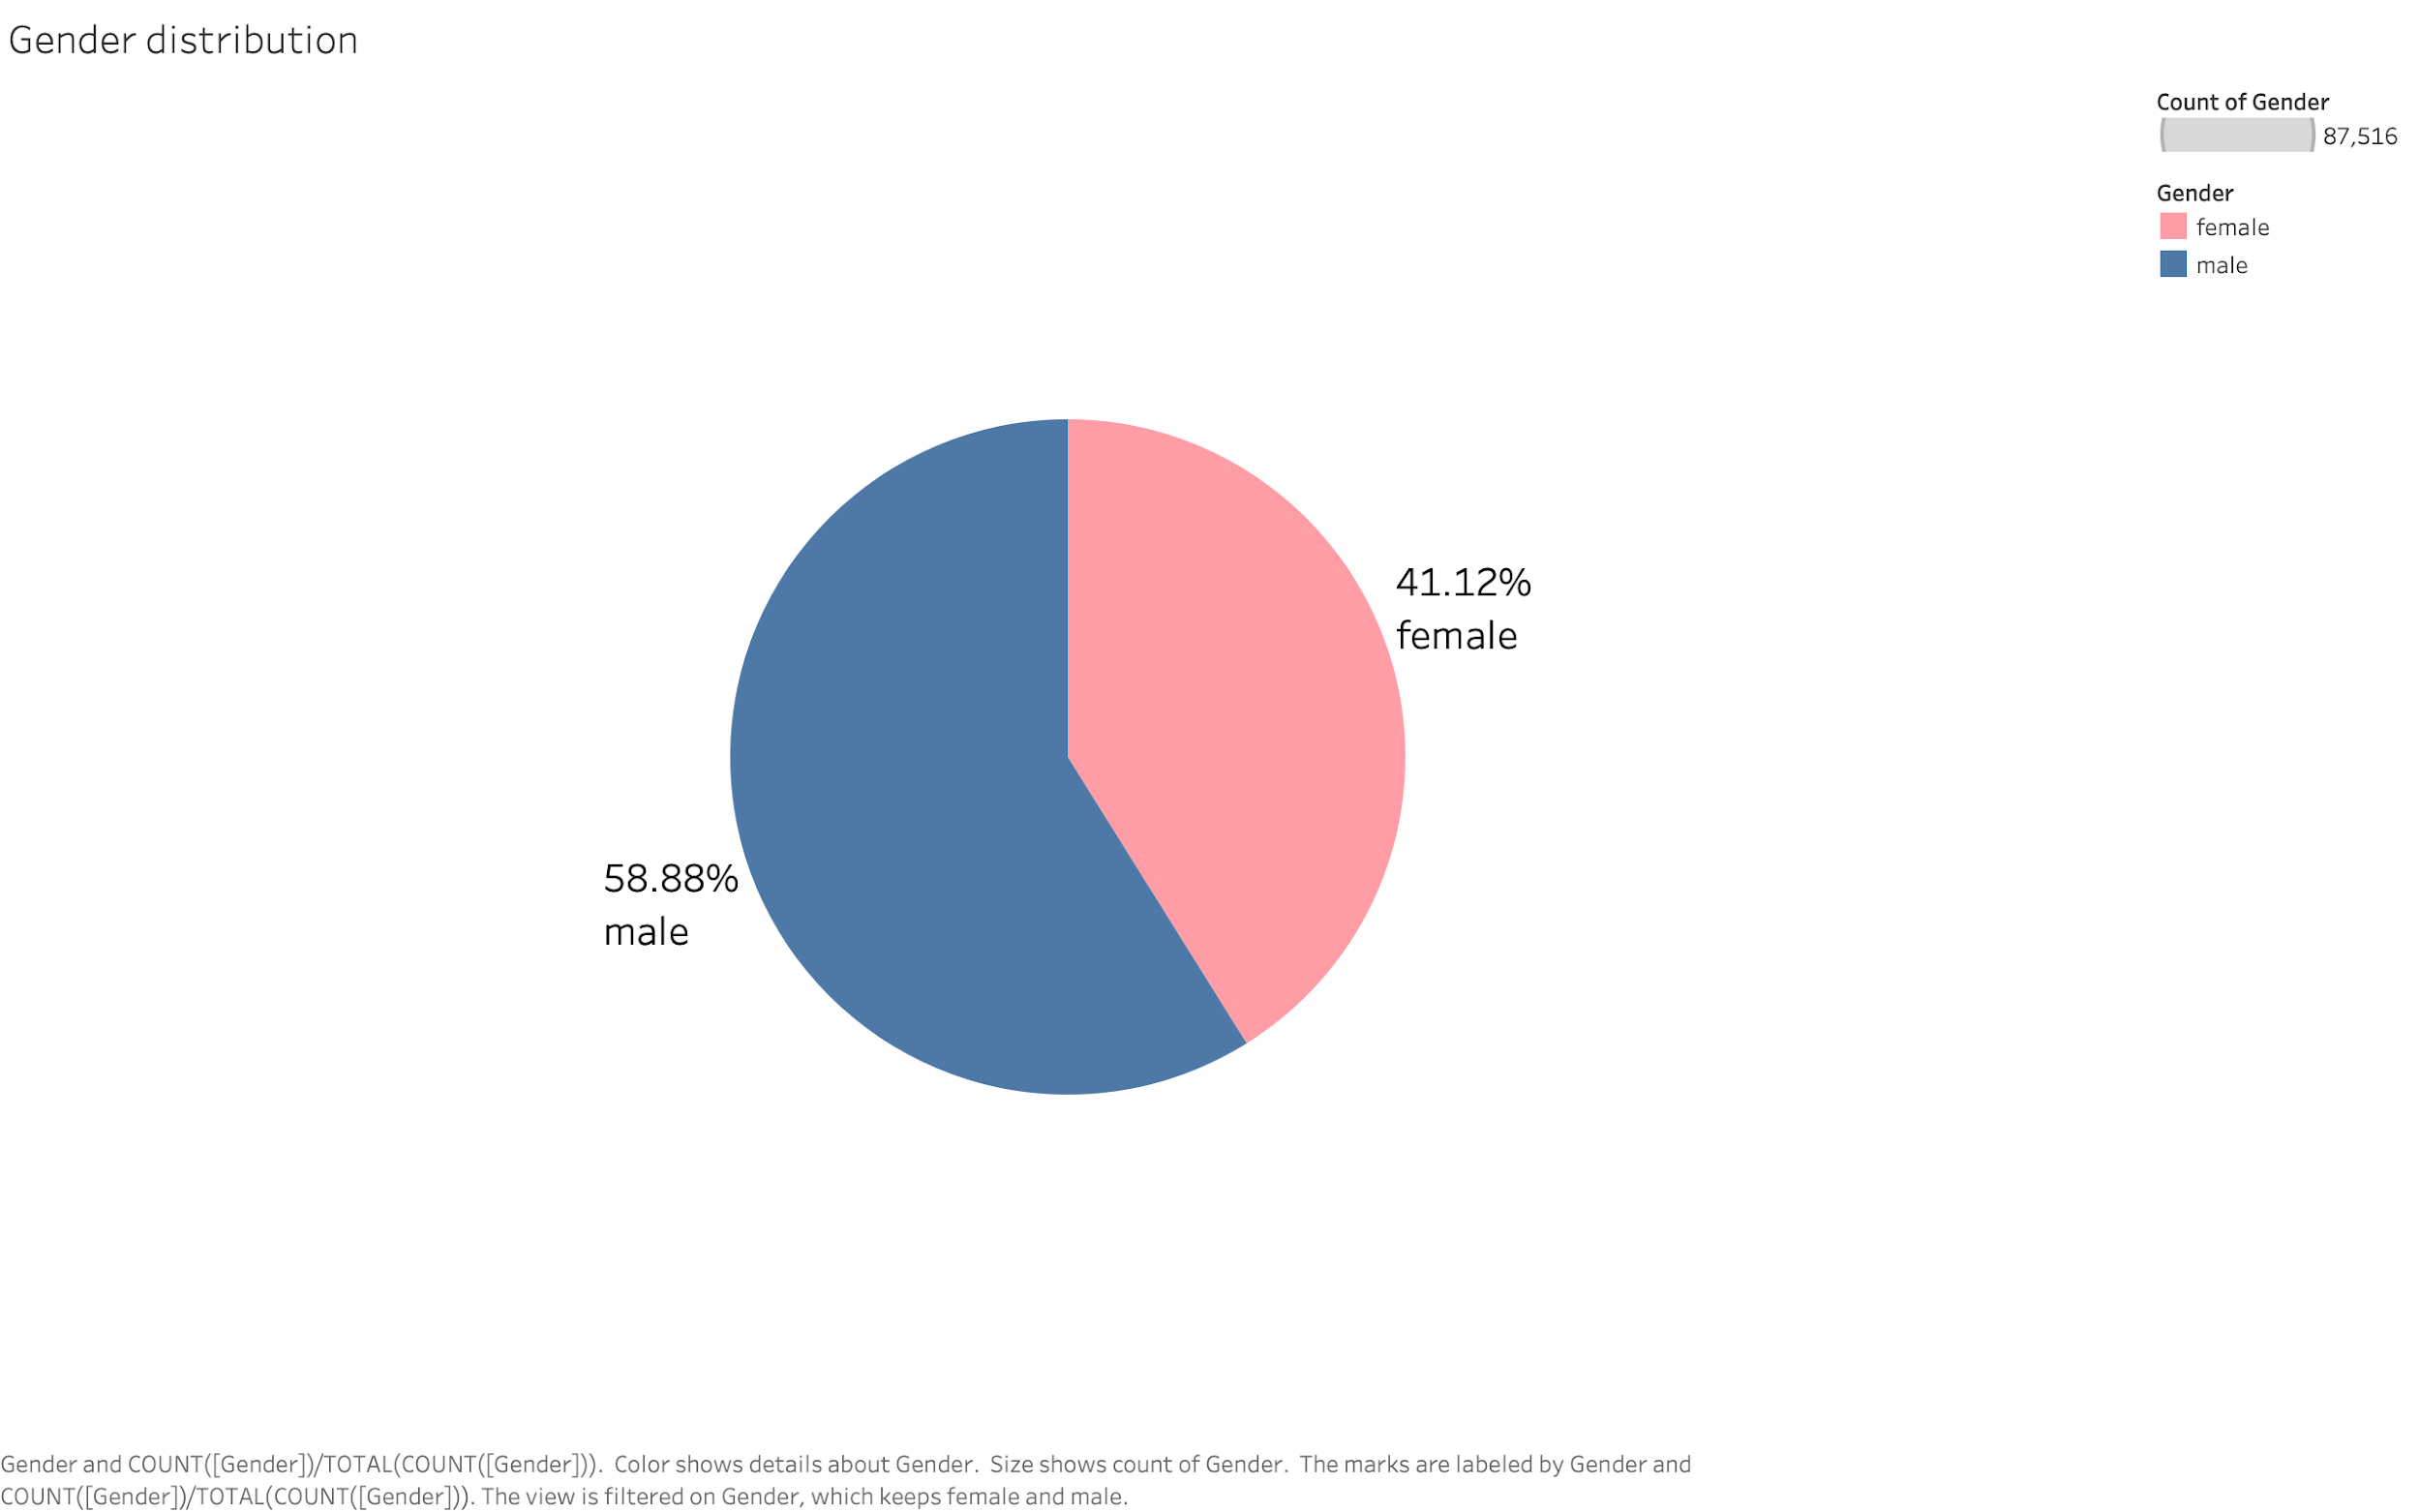 Gender distribution
Count of Gender
87,516
Gender
female
male
41.12%
female
58.88%
male
Gender and COUNT([Gender])/TOTAL(COUNT([Gender])).  Color shows details about Gender.  Size shows count of Gender.  The marks are labeled by Gender and
COUNT([Gender])/TOTAL(COUNT([Gender])). The view is filtered on Gender, which keeps female and male.